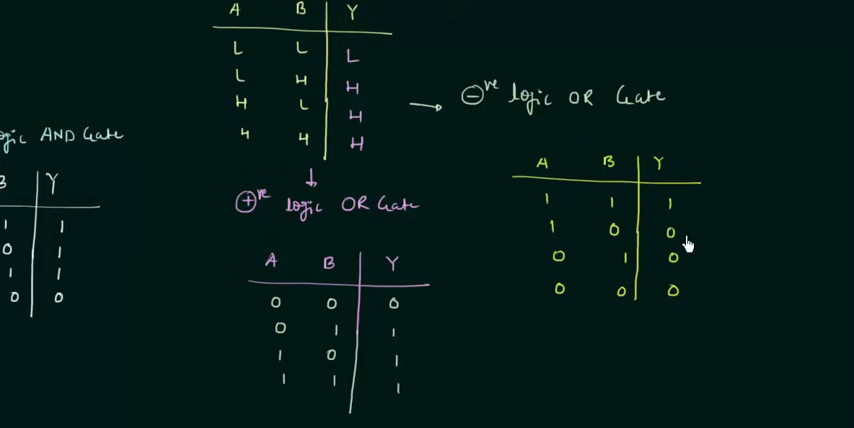 A B Y
L L L
L H H
H L H
H H H
→ ⊖ve logic OR Gate
ogic AND Gate
B Y
1 1
0 1
1 1
0 0
↓
⊕ve logic OR Gate
A B Y
0 0 0
0 1 1
1 0 1
1 1 1
A B Y
1 1 1
1 0 0
0 1 0
0 0 0